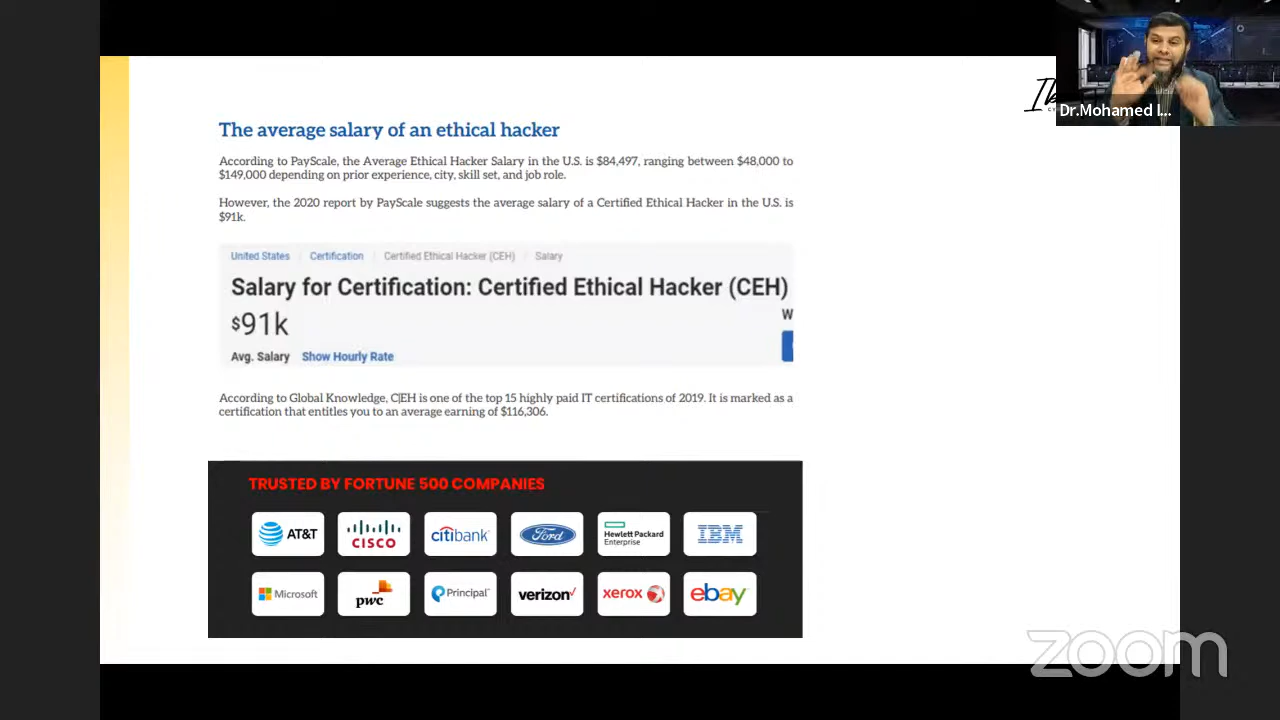 Dr.Mohamed I...
The average salary of an ethical hacker
According to PayScale, the Average Ethical Hacker Salary in the U.S. is $84,497, ranging between $48,000 to
$149,000 depending on prior experience, city, skill set, and job role.
However, the 2020 report by PayScale suggests the average salary of a Certified Ethical Hacker in the U.S. is
$91k.
United States / Certification / Certified Ethical Hacker (CEH) / Salary
Salary for Certification: Certified Ethical Hacker (CEH)
$91k
W
Avg. Salary Show Hourly Rate
According to Global Knowledge, C|EH is one of the top 15 highly paid IT certifications of 2019. It is marked as a
certification that entitles you to an average earning of $116,306.
TRUSTED BY FORTUNE 500 COMPANIES
AT&T CISCO citibank Ford Hewlett Packard Enterprise IBM
Microsoft pwc Principal verizon xerox ebay
zoom